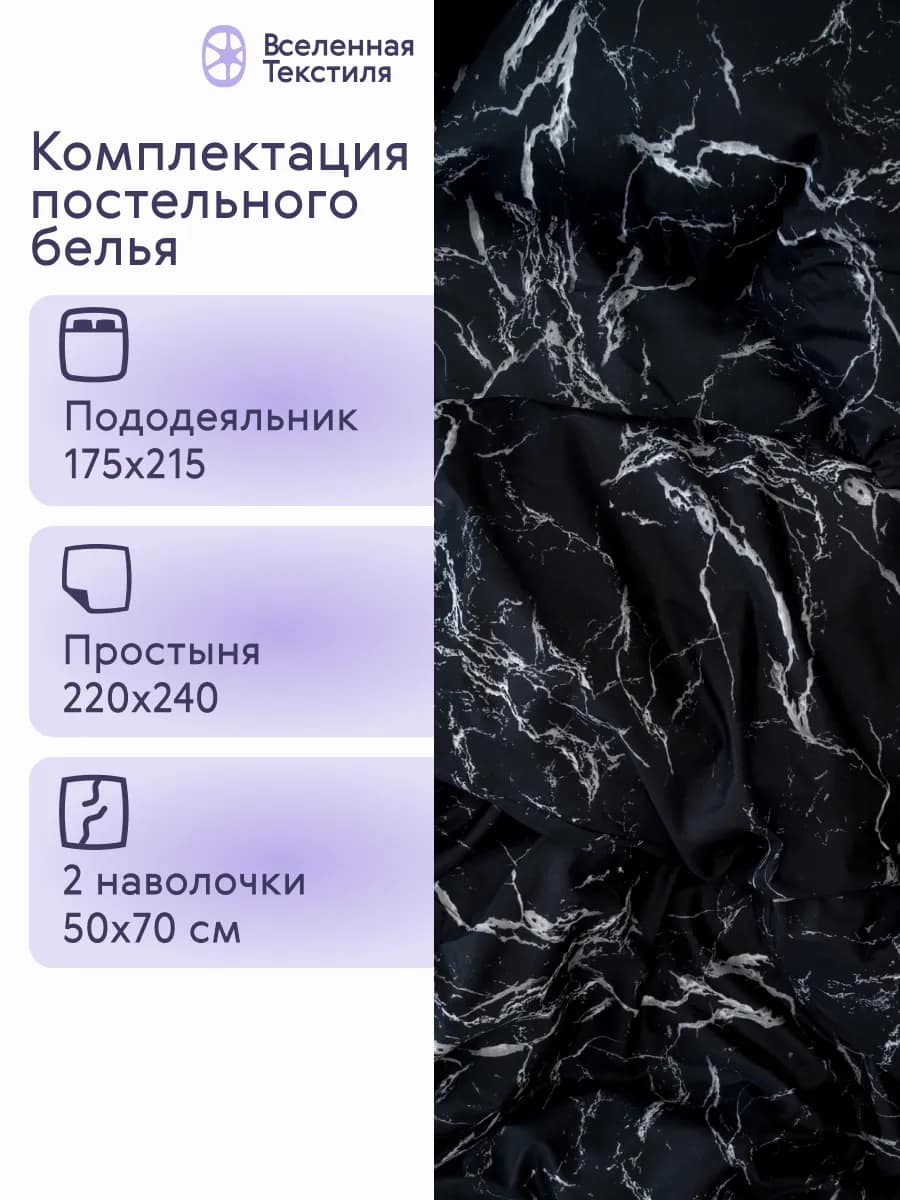 Вселенная
Текстиля
Комплектация
постельного
белья
Пододеяльник
175x215
Простыня
220x240
2 наволочки
50x70 см